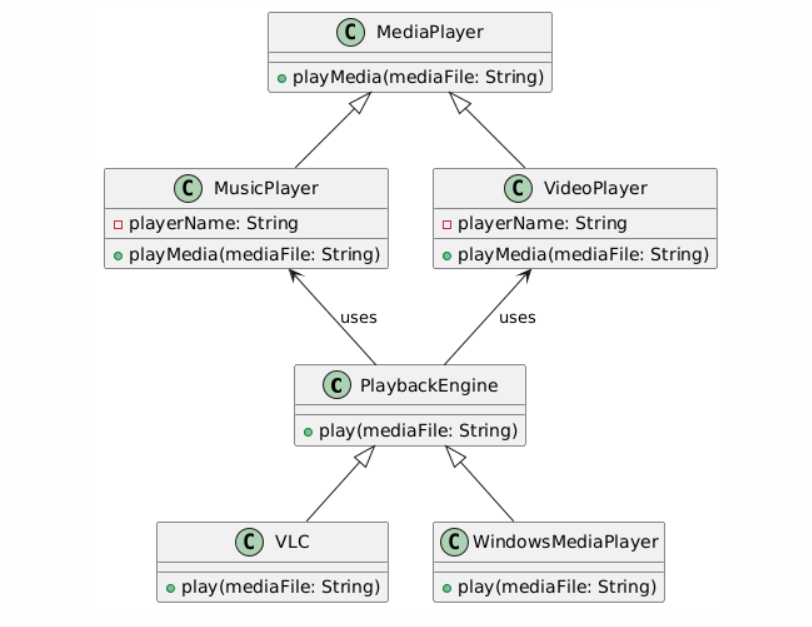 C MediaPlayer
playMedia(mediaFile: String)
C MusicPlayer
playerName: String
playMedia(mediaFile: String)
C VideoPlayer
playerName: String
playMedia(mediaFile: String)
uses
uses
C PlaybackEngine
play(mediaFile: String)
C VLC
play(mediaFile: String)
C WindowsMediaPlayer
play(mediaFile: String)